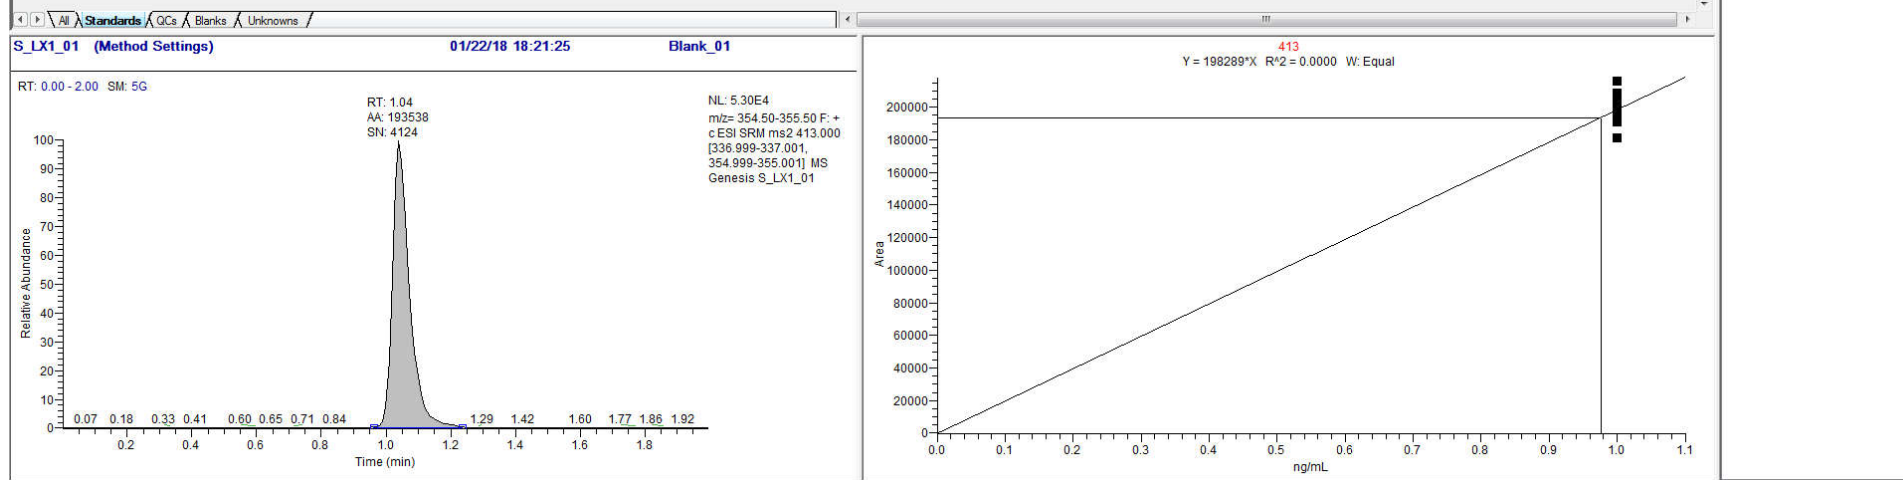 All Standards QCs Blanks Unknowns
S_LX1_01 (Method Settings) 01/22/18 18:21:25 Blank_01
RT: 0.00 - 2.00 SM: 5G
RT: 1.04
AA: 193538
SN: 4124
NL: 5.30E4
m/z= 354.50-355.50 F: +
c ESI SRM ms2 413.000
[336.999-337.001,
354.999-355.001] MS
Genesis S_LX1_01
100
90
80
70
60
50
40
30
20
10
0
Relative Abundance
0.07 0.18 0.33 0.41 0.60 0.65 0.71 0.84 1.29 1.42 1.60 1.77 1.86 1.92
0.2 0.4 0.6 0.8 1.0 1.2 1.4 1.6 1.8
Time (min)
413
Y = 198289*X R^2 = 0.0000 W: Equal
200000
180000
160000
140000
120000
100000
80000
60000
40000
20000
0
Area
0.0 0.1 0.2 0.3 0.4 0.5 0.6 0.7 0.8 0.9 1.0 1.1
ng/mL